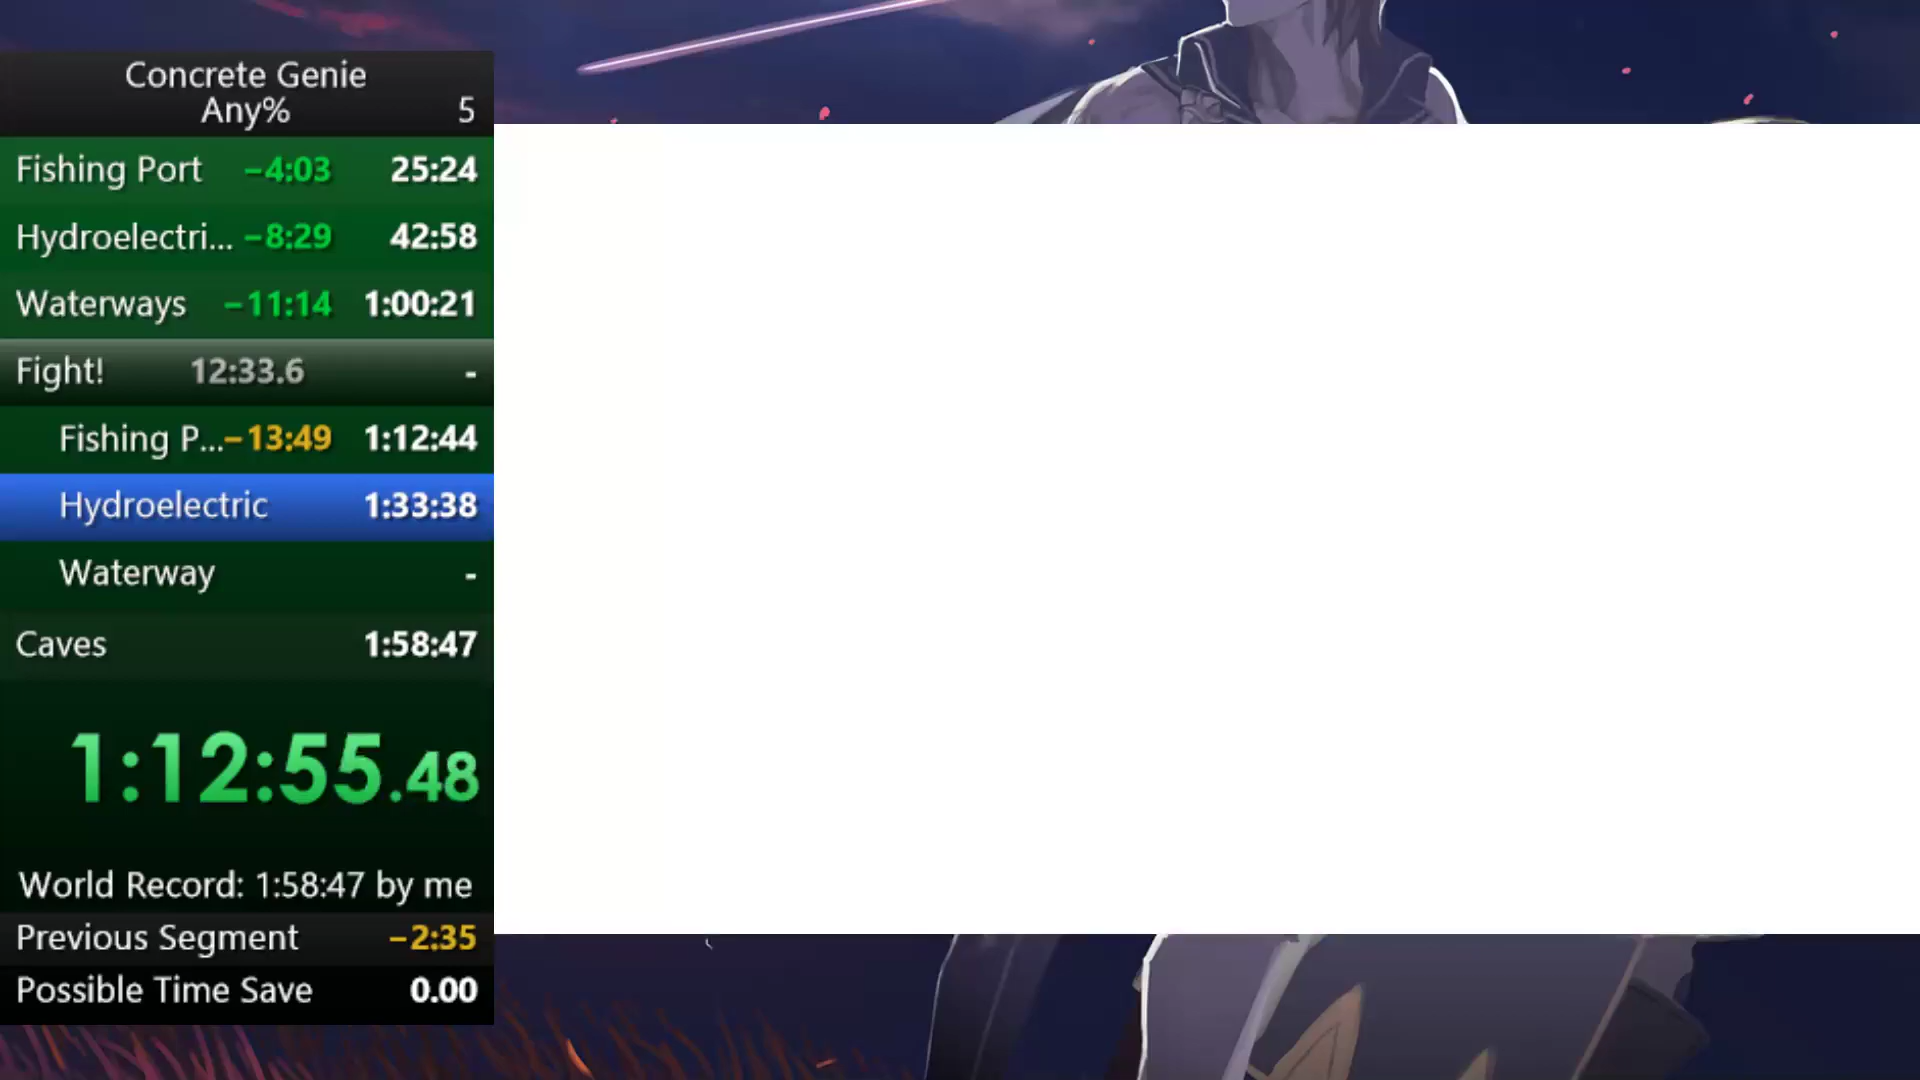 Concrete Genie
Any% 5
Fishing Port −4:03 25:24
Hydroelectri... −8:29 42:58
Waterways −11:14 1:00:21
Fight! 12:33.6 -
Fishing P... −13:49 1:12:44
Hydroelectric 1:33:38
Waterway -
Caves 1:58:47
1:12:55.48
World Record: 1:58:47 by me
Previous Segment −2:35
Possible Time Save 0.00